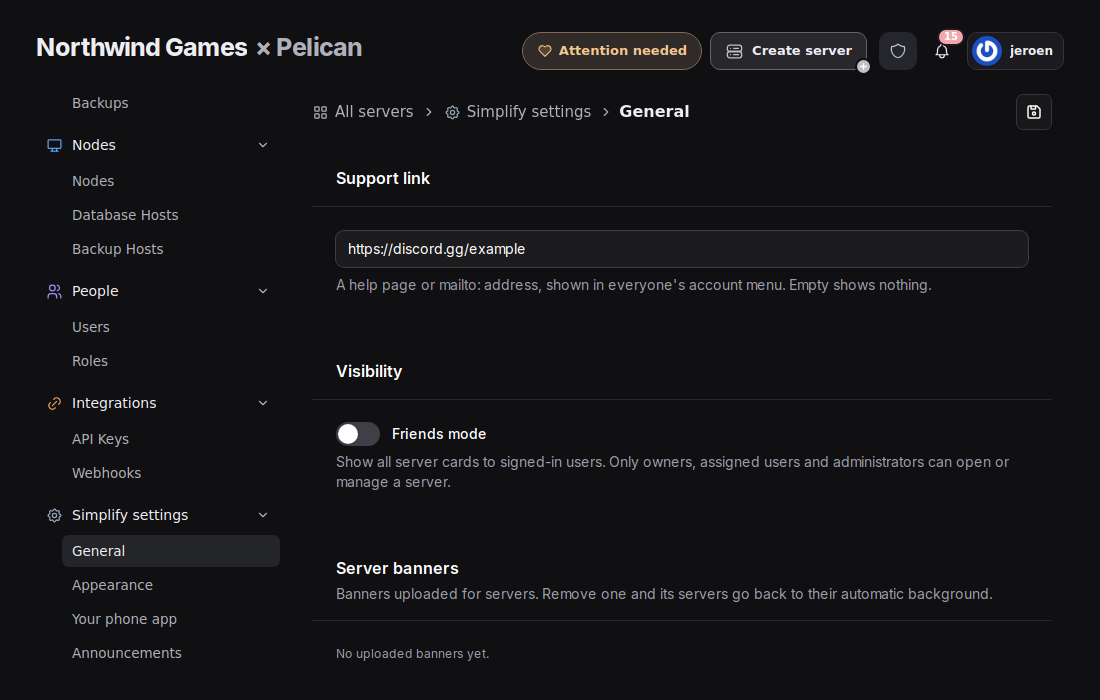 Northwind Games × Pelican
Attention needed
Create server
15
jeroen
Backups
Nodes
Nodes
Database Hosts
Backup Hosts
People
Users
Roles
Integrations
API Keys
Webhooks
Simplify settings
General
Appearance
Your phone app
Announcements
All servers > Simplify settings > General
Support link
https://discord.gg/example
A help page or mailto: address, shown in everyone's account menu. Empty shows nothing.
Visibility
Friends mode
Show all server cards to signed-in users. Only owners, assigned users and administrators can open or
manage a server.
Server banners
Banners uploaded for servers. Remove one and its servers go back to their automatic background.
No uploaded banners yet.